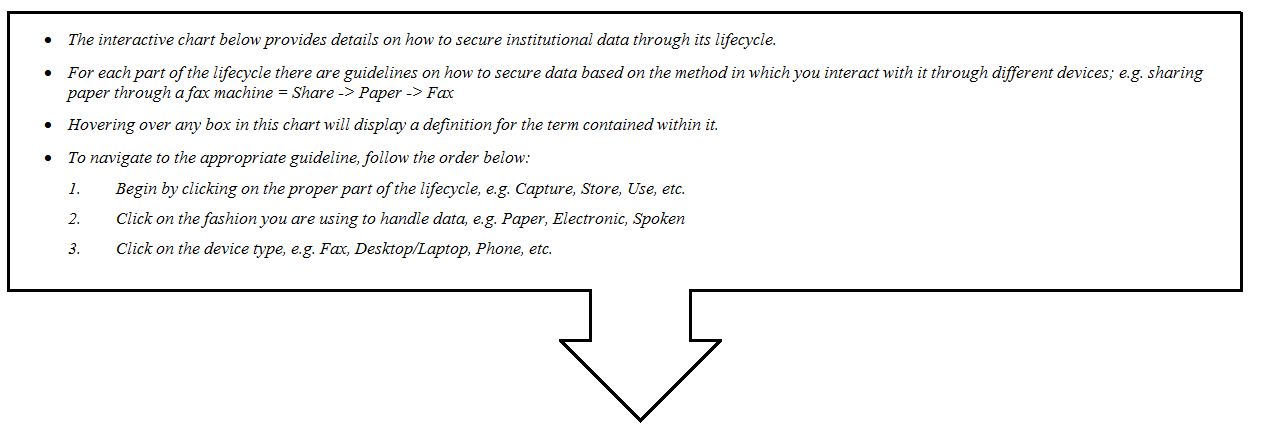 • The interactive chart below provides details on how to secure institutional data through its lifecycle.
• For each part of the lifecycle there are guidelines on how to secure data based on the method in which you interact with it through different devices; e.g. sharing
paper through a fax machine = Share -> Paper -> Fax
• Hovering over any box in this chart will display a definition for the term contained within it.
• To navigate to the appropriate guideline, follow the order below:
1. Begin by clicking on the proper part of the lifecycle, e.g. Capture, Store, Use, etc.
2. Click on the fashion you are using to handle data, e.g. Paper, Electronic, Spoken
3. Click on the device type, e.g. Fax, Desktop/Laptop, Phone, etc.